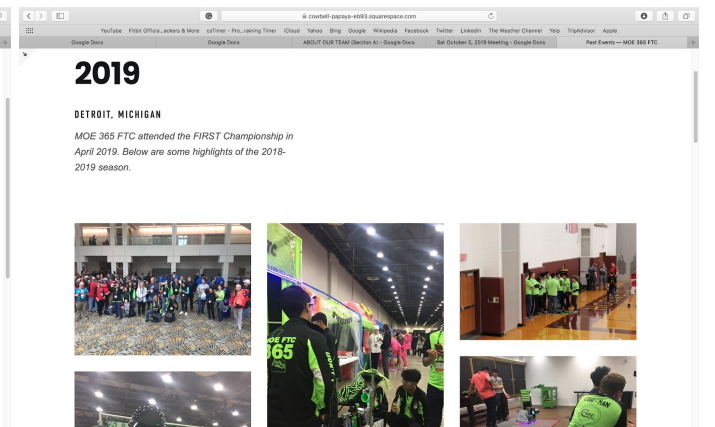 cowbell-papaya-eb93.squarespace.com
YouTube Fitbit Officia...ackers & More csTimer - Pro...raining Timer iCloud Yahoo Bing Google Wikipedia Facebook Twitter LinkedIn The Weather Channel Yelp TripAdvisor Apple
Google Docs Google Docs ABOUT OUR TEAM (Section A) - Google Docs Sat October 5, 2019 Meeting - Google Docs Past Events — MOE 365 FTC
2019
DETROIT, MICHIGAN
MOE 365 FTC attended the FIRST Championship in
April 2019. Below are some highlights of the 2018-
2019 season.
MOE FTC
365